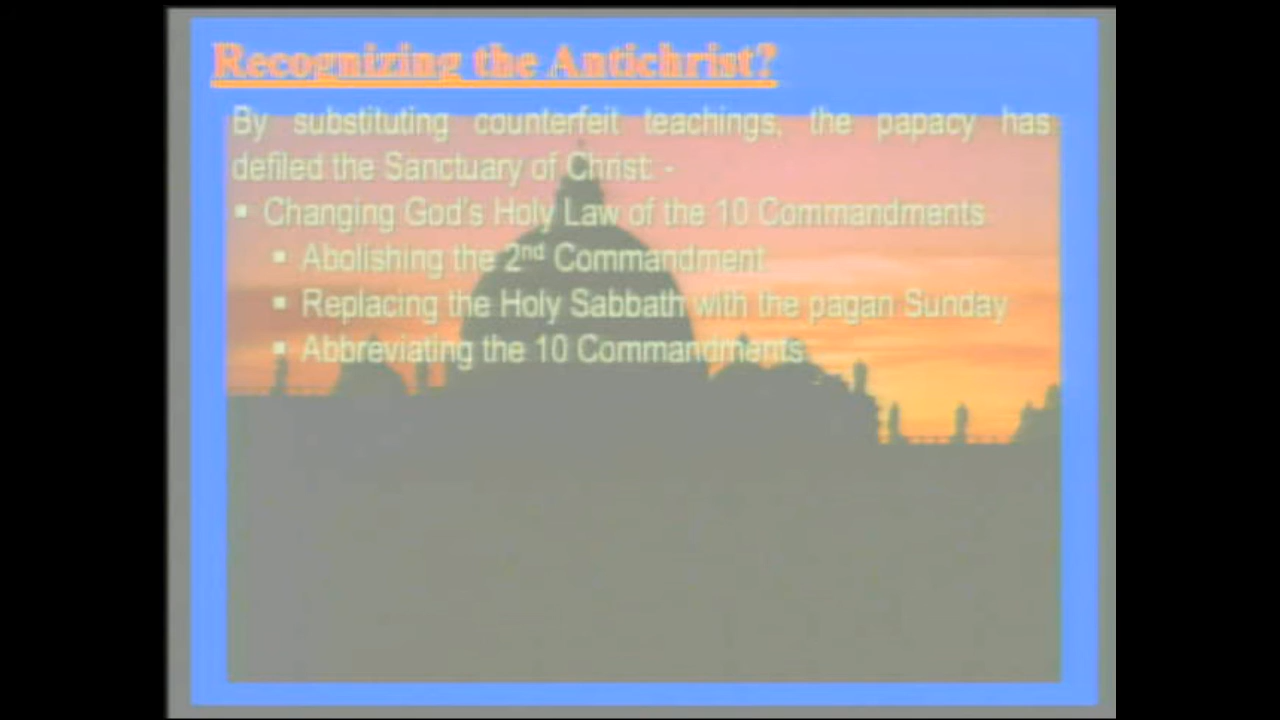 Recognizing the Antichrist?
By substituting counterfeit teachings, the papacy has
defiled the Sanctuary of Christ: -
▪ Changing God's Holy Law of the 10 Commandments
▪ Abolishing the 2nd Commandment
▪ Replacing the Holy Sabbath with the pagan Sunday
▪ Abbreviating the 10 Commandments